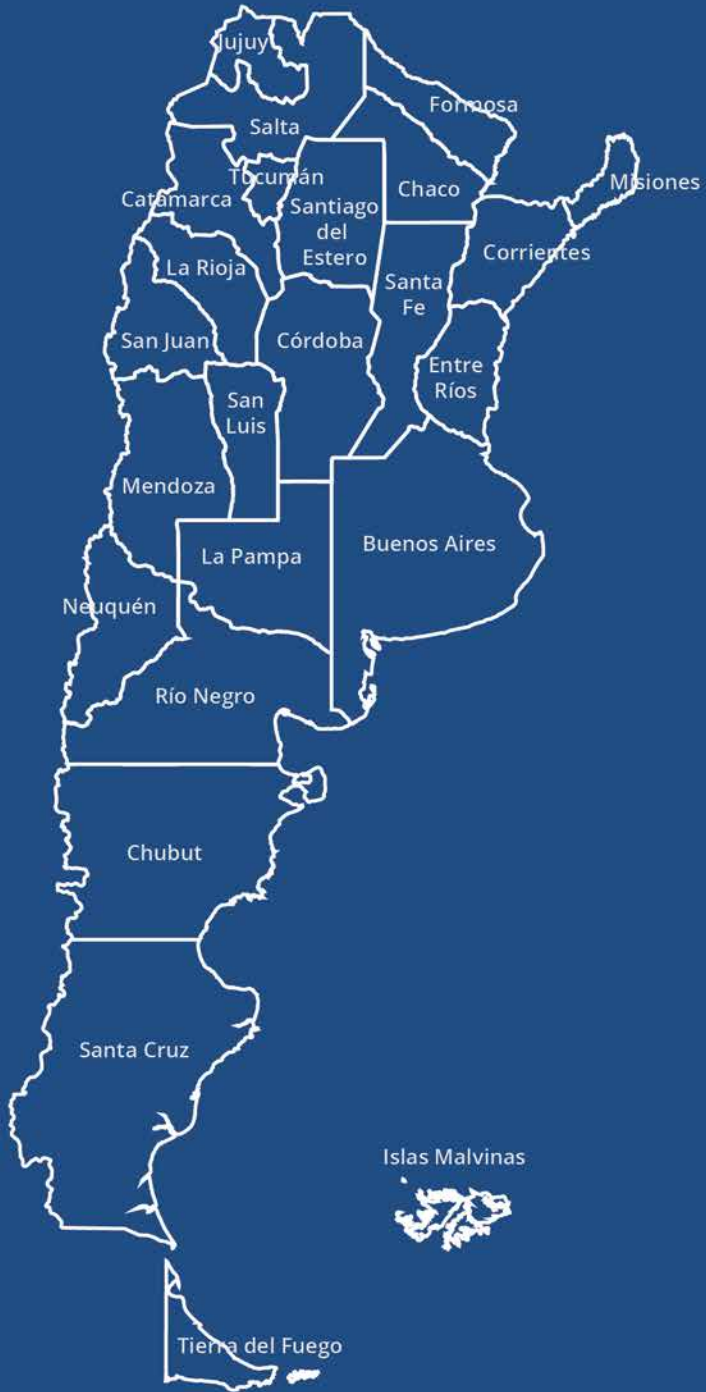 Jujuy
Formosa
Salta
Tucumán
Misiones
Catamarca
Chaco
Santiago
del
Estero
Corrientes
La Rioja
Santa
Fe
San Juan
Córdoba
Entre
Ríos
San
Luis
Mendoza
Buenos Aires
La Pampa
Neuquén
Río Negro
Chubut
Santa Cruz
Islas Malvinas
Tierra del Fuego